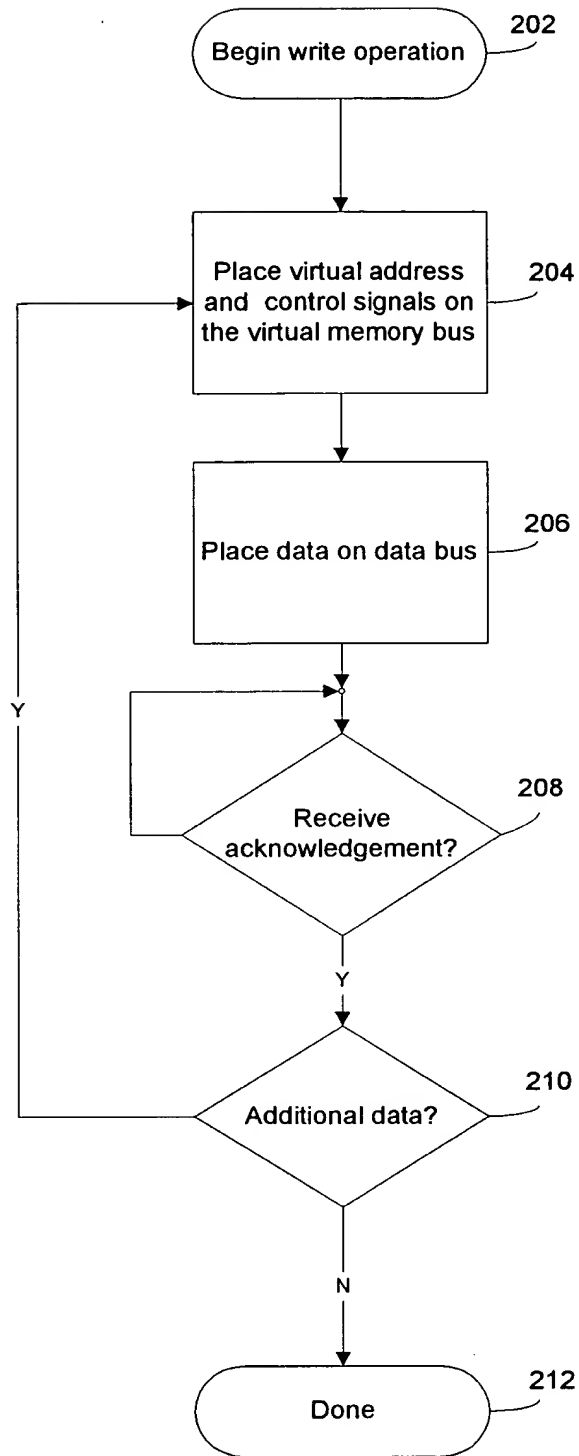 Begin write operation
202
Place virtual address
and control signals on
the virtual memory bus
204
Place data on data bus
206
Y
Receive
acknowledgement?
208
Y
Additional data?
210
N
Done
212